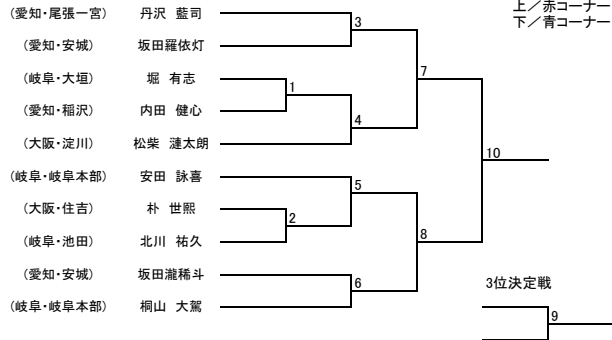 上／赤コーナー
下／青コーナー
（愛知・尾張一宮） 丹沢 藍司
（愛知・安城） 坂田羅依灯
（岐阜・大垣） 堀 有志
（愛知・稲沢） 内田 健心
（大阪・淀川） 松柴 漣太朗
（岐阜・岐阜本部） 安田 詠喜
（大阪・住吉） 朴 世熙
（岐阜・池田） 北川 祐久
（愛知・安城） 坂田瀧稀斗
（岐阜・岐阜本部） 桐山 大駕
3
7
1
4
10
5
2
8
6
3位決定戦
9